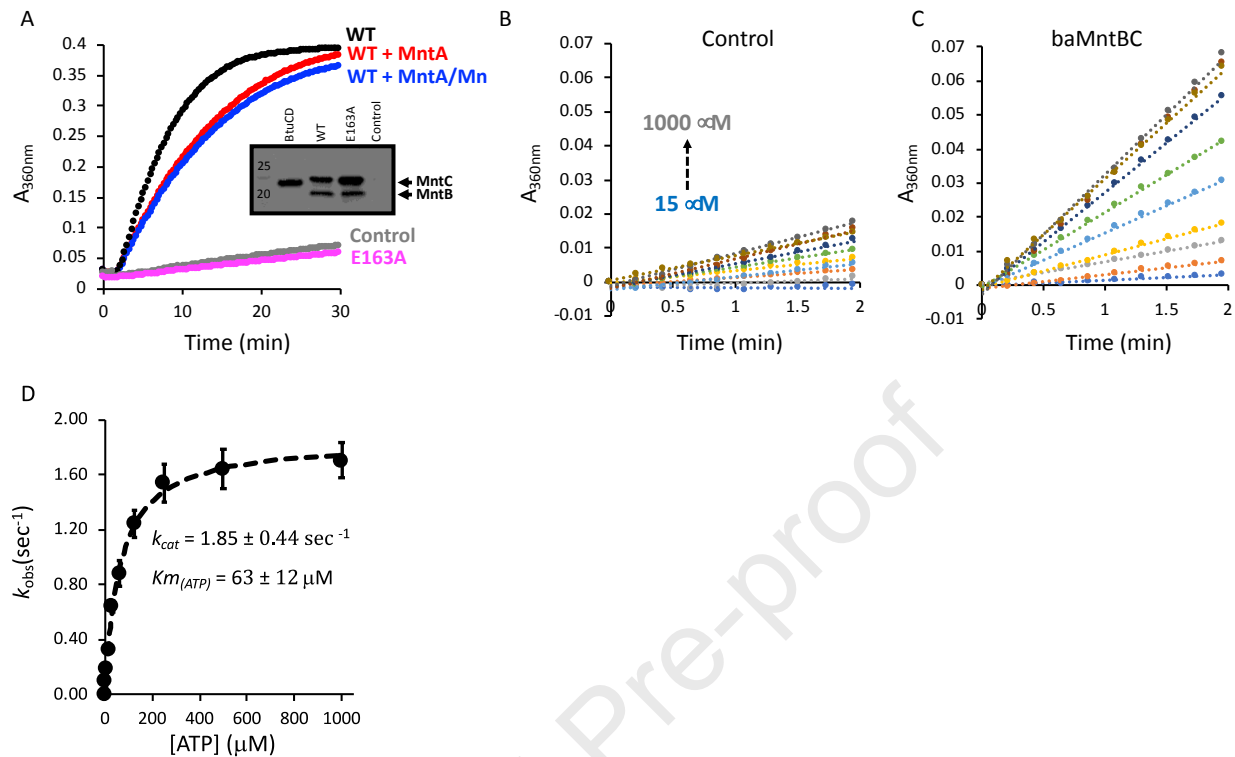 A
WT
WT + MntA
WT + MntA/Mn
Control
E163A
0.4
0.35
0.3
0.25
0.2
0.15
0.1
0.05
0
A360nm
0
10
20
30
Time (min)
BtuCD
WT
E163A
Control
25
20
MntC
MntB
B
Control
0.07
0.06
0.05
0.04
0.03
0.02
0.01
0
-0.01
A360nm
1000 ∝M
15 ∝M
0
0.5
1
1.5
2
Time (min)
C
baMntBC
0.07
0.06
0.05
0.04
0.03
0.02
0.01
0
-0.01
A360nm
0
0.5
1
1.5
2
Time (min)
D
2.00
1.60
1.20
0.80
0.40
0.00
kobs(sec-1)
kcat = 1.85 ± 0.44 sec -1
Km(ATP) = 63 ± 12 μM
0
200
400
600
800
1000
[ATP] (μM)
Pre-proof